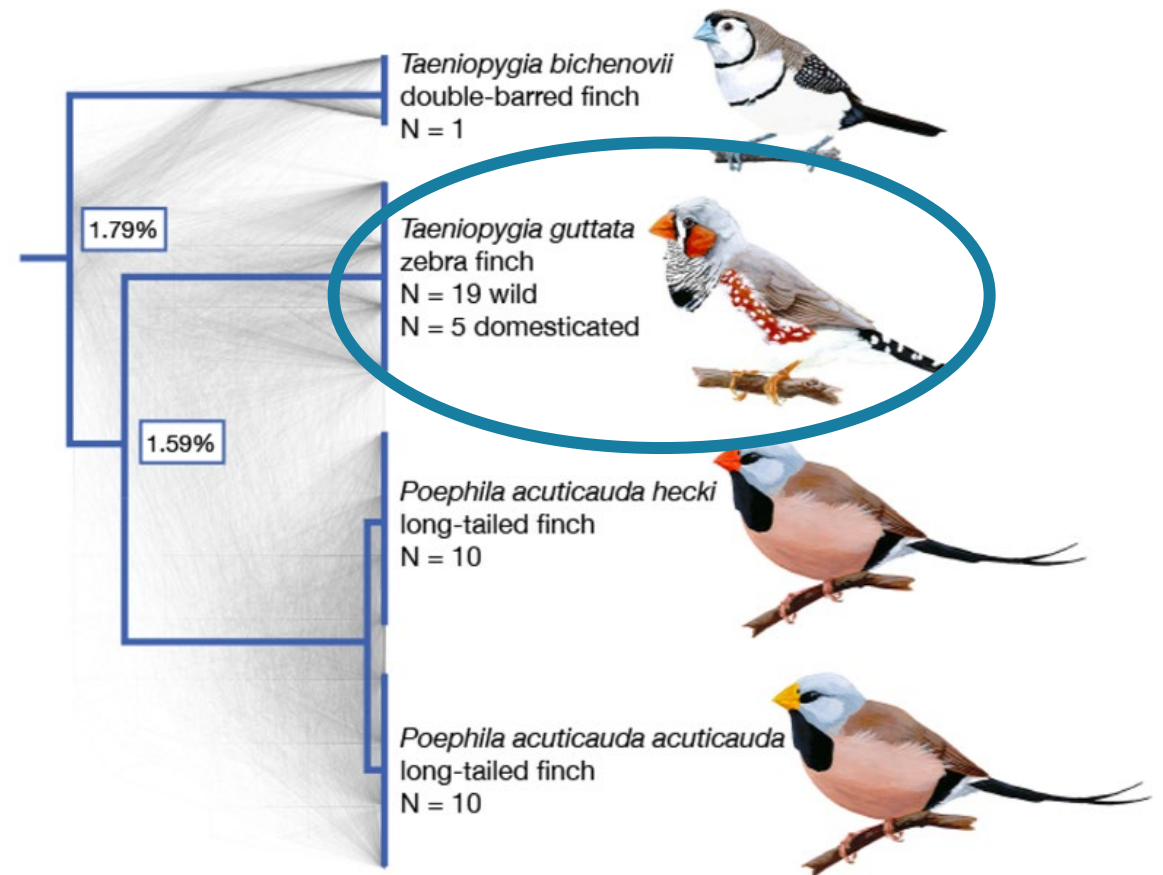 Taeniopygia bichenovii
double-barred finch
N = 1
1.79%
Taeniopygia guttata
zebra finch
N = 19 wild
N = 5 domesticated
1.59%
Poephila acuticauda hecki
long-tailed finch
N = 10
Poephila acuticauda acuticauda
long-tailed finch
N = 10